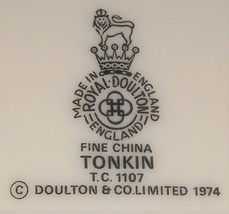 MADE IN ENGLAND
ROYAL·DOULTON
ENGLAND
FINE CHINA
TONKIN
T.C. 1107
© DOULTON & CO.LIMITED 1974